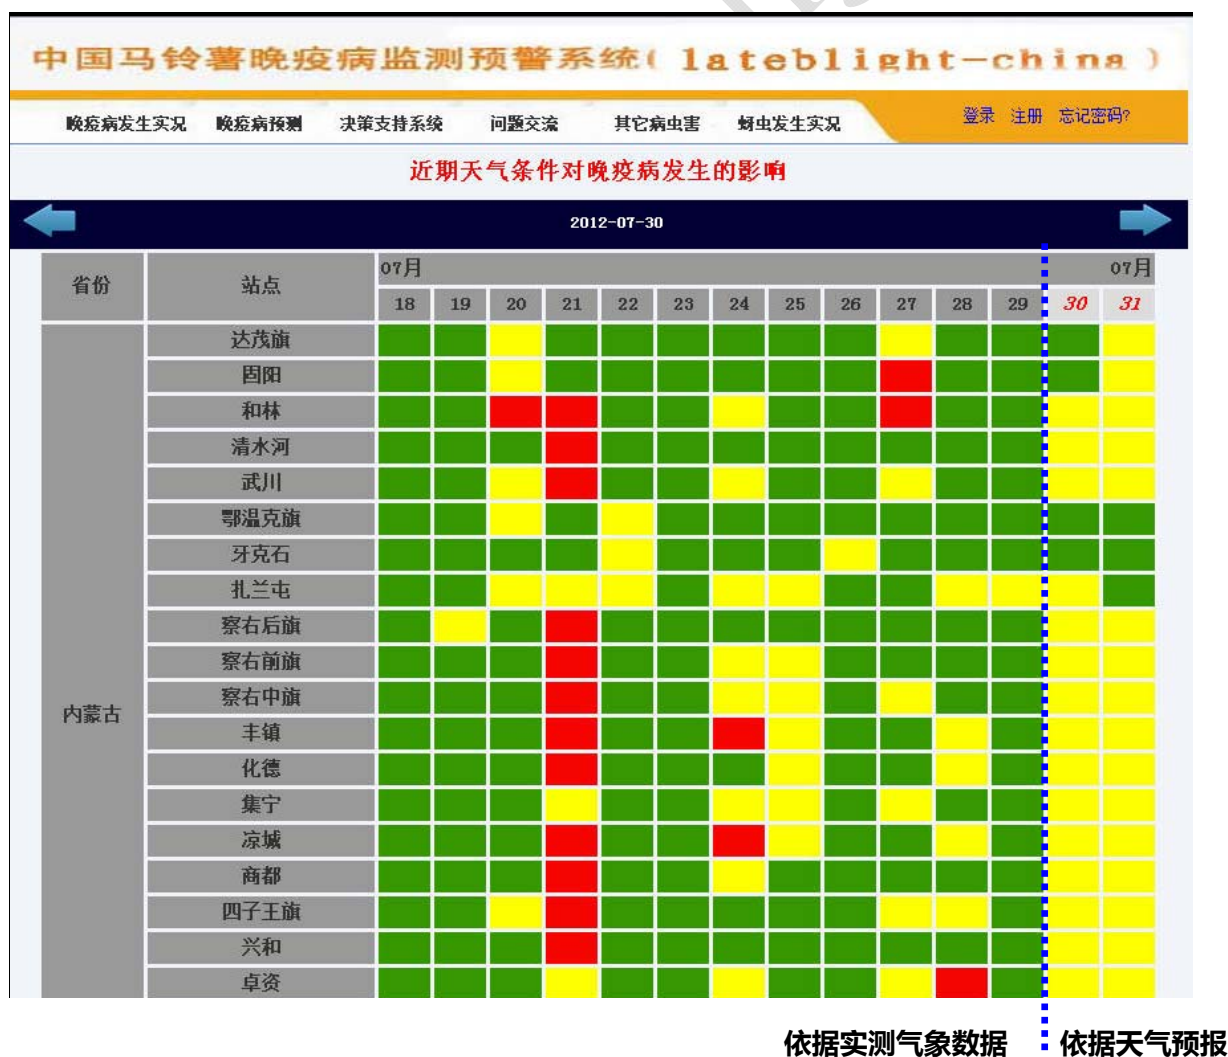 中国马铃薯晚疫病监测预警系统( lateblight-china )
晚疫病发生实况 晚疫病预测 决策支持系统 问题交流 其它病虫害 蚜虫发生实况 登录 注册 忘记密码?
近期天气条件对晚疫病发生的影响
2012-07-30
省份 站点 07月 07月
18 19 20 21 22 23 24 25 26 27 28 29 30 31
达茂旗
固阳
和林
清水河
武川
鄂温克旗
牙克石
扎兰屯
察右后旗
察右前旗
察右中旗
内蒙古
丰镇
化德
集宁
凉城
商都
四子王旗
兴和
卓资
依据实测气象数据 依据天气预报